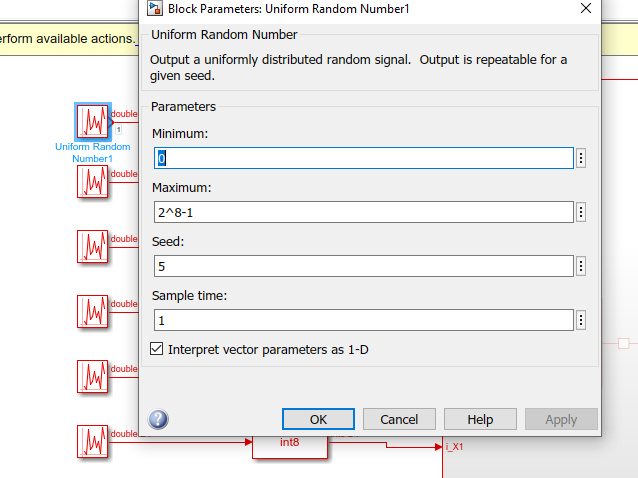 Block Parameters: Uniform Random Number1
erform available actions.
Uniform Random Number
Output a uniformly distributed random signal.  Output is repeatable for a
given seed.
Parameters
Minimum:
0
Maximum:
2^8-1
Seed:
5
Sample time:
1
Interpret vector parameters as 1-D
OK
Cancel
Help
Apply
double
1
Uniform Random
Number1
double
double
double
double
double
int8
i_X1